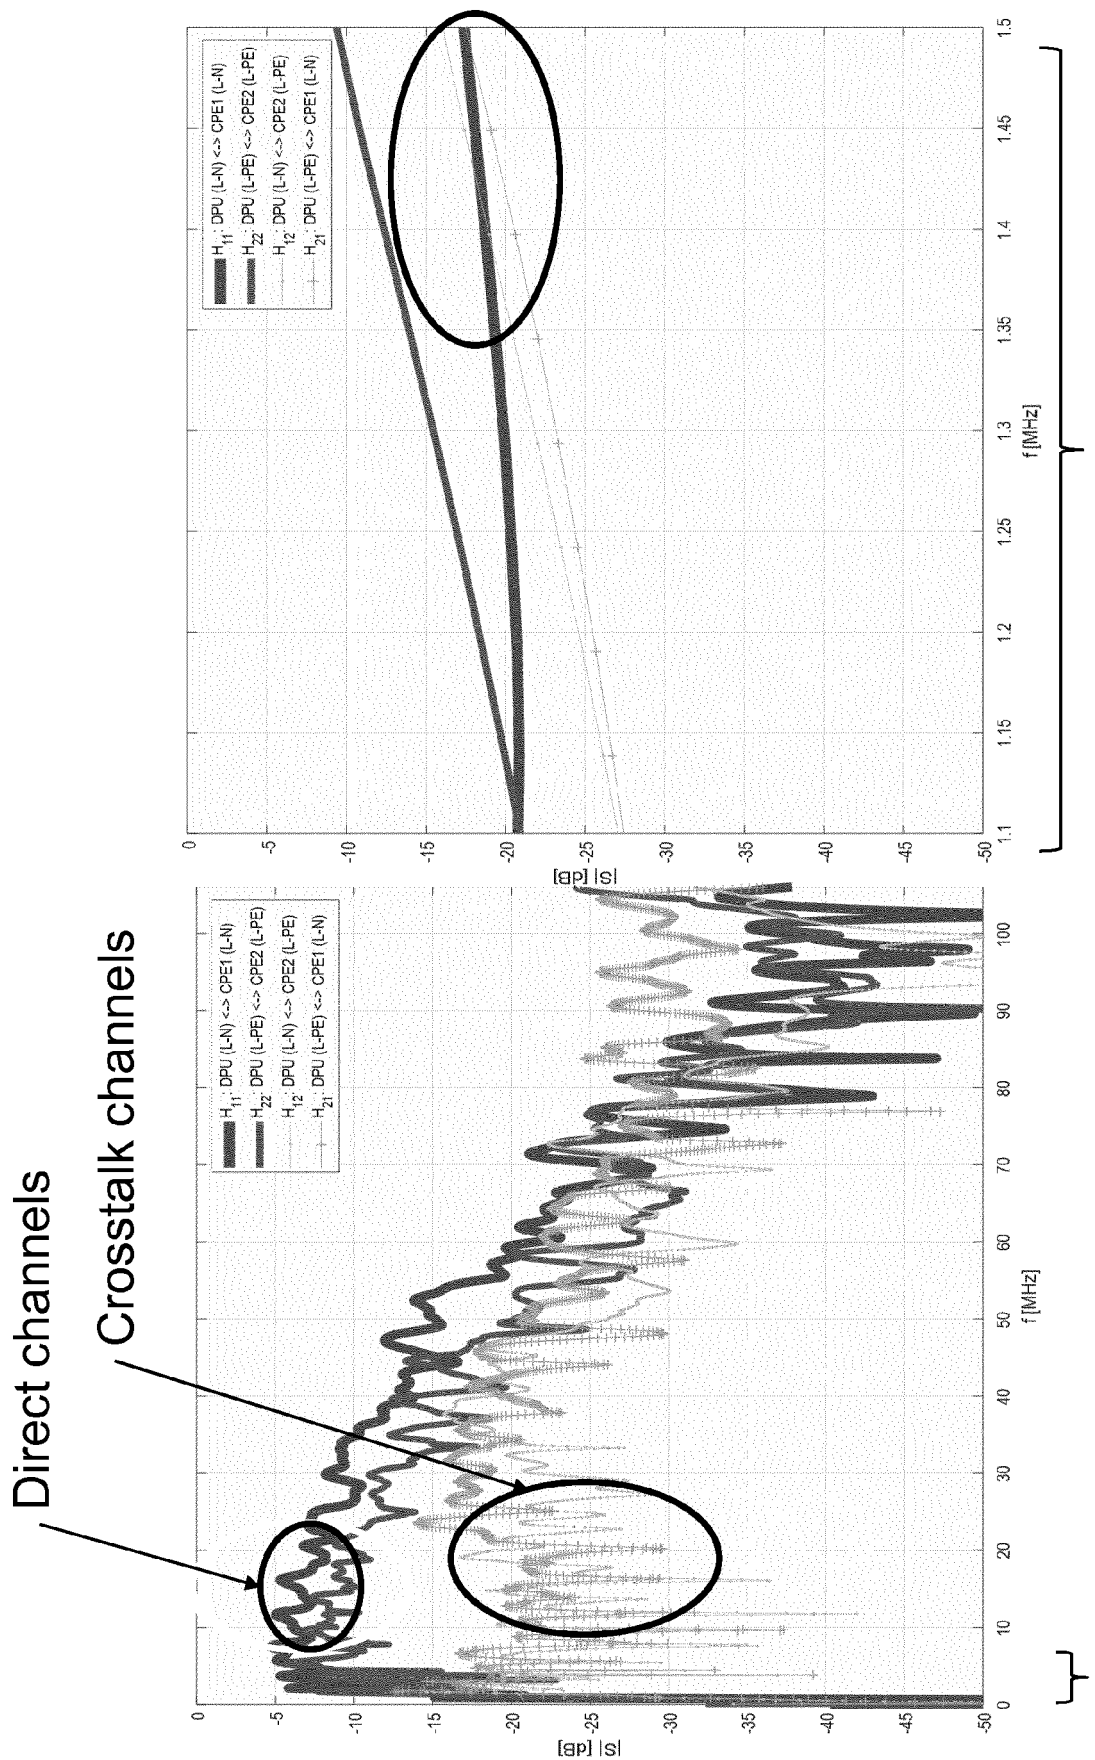 Direct channels
Crosstalk channels
H11: DPU (L-N) <-> CPE1 (L-N)
H22: DPU (L-PE) <-> CPE2 (L-PE)
H12: DPU (L-N) <-> CPE2 (L-PE)
H21: DPU (L-PE) <-> CPE1 (L-N)
|S| [dB]
0
-5
-10
-15
-20
-25
-30
-35
-40
-45
-50
0 10 20 30 40 50 60 70 80 90 100
f [MHz]
H11: DPU (L-N) <-> CPE1 (L-N)
H22: DPU (L-PE) <-> CPE2 (L-PE)
H12: DPU (L-N) <-> CPE2 (L-PE)
H21: DPU (L-PE) <-> CPE1 (L-N)
|S| [dB]
0
-5
-10
-15
-20
-25
-30
-35
-40
-45
-50
1.1 1.15 1.2 1.25 1.3 1.35 1.4 1.45 1.5
f [MHz]